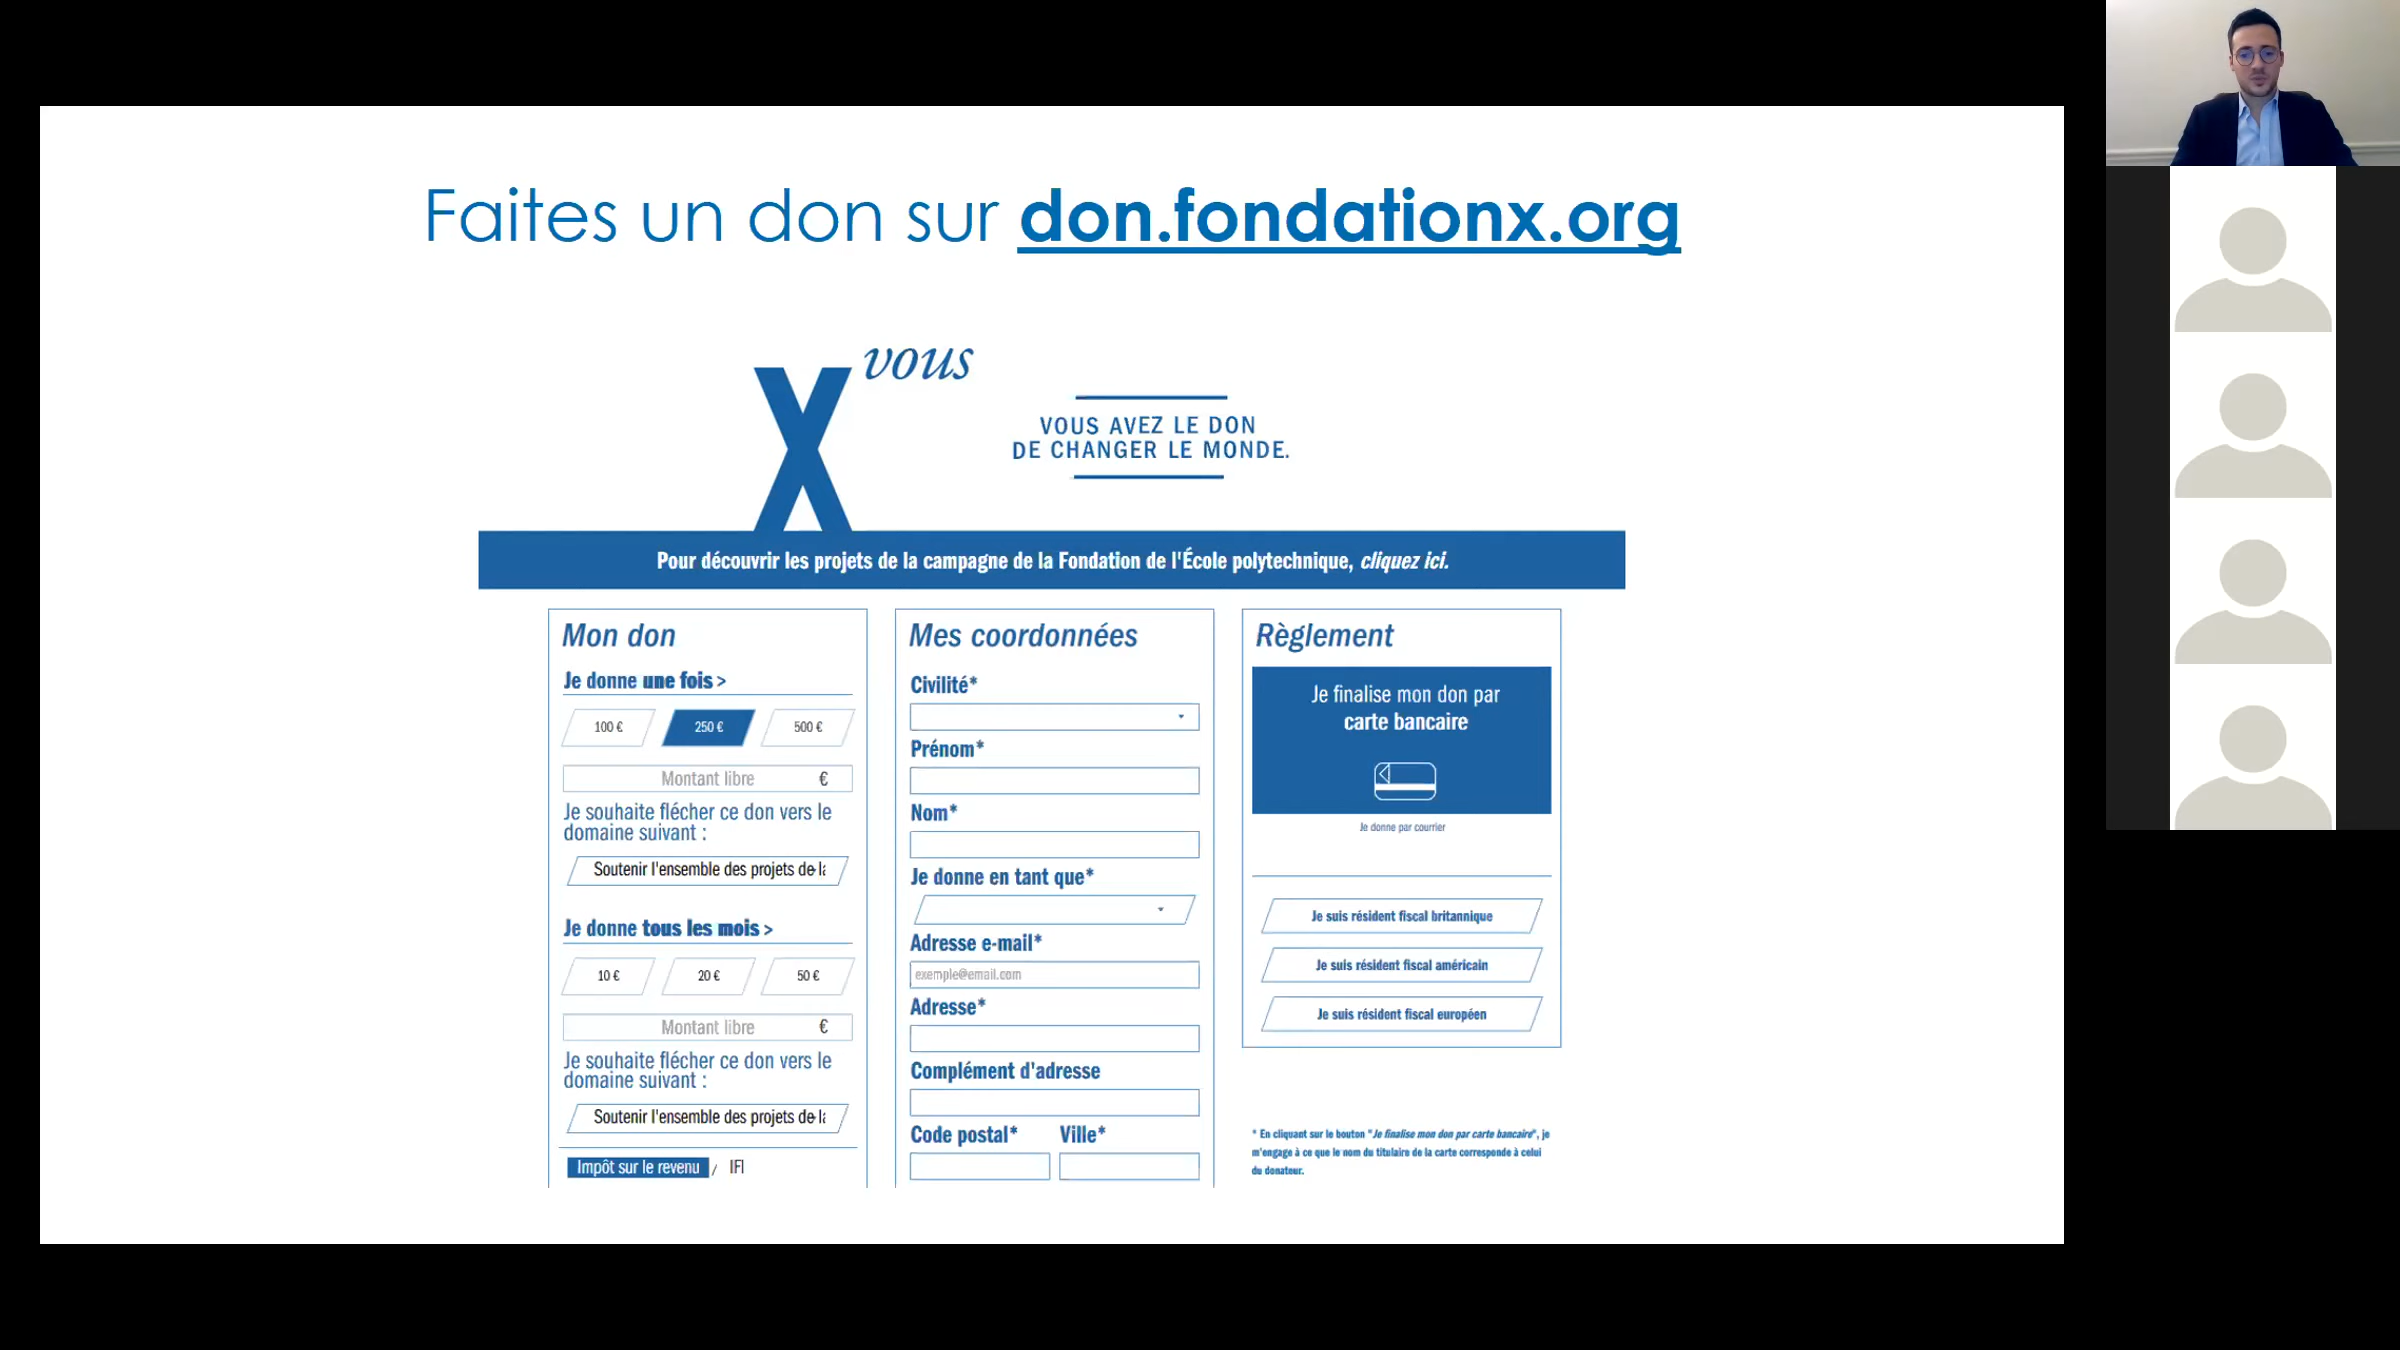 Faites un don sur don.fondationx.org
X vous
VOUS AVEZ LE DON
DE CHANGER LE MONDE.
Pour découvrir les projets de la campagne de la Fondation de l'École polytechnique, cliquez ici.
Mon don
Je donne une fois >
100 € 250 € 500 €
Montant libre €
Je souhaite flécher ce don vers le
domaine suivant :
Soutenir l'ensemble des projets de la
Je donne tous les mois >
10 € 20 € 50 €
Montant libre €
Je souhaite flécher ce don vers le
domaine suivant :
Soutenir l'ensemble des projets de la
Impôt sur le revenu / IFI
Mes coordonnées
Civilité*
Prénom*
Nom*
Je donne en tant que*
Adresse e-mail*
exemple@email.com
Adresse*
Complément d'adresse
Code postal* Ville*
Règlement
Je finalise mon don par
carte bancaire
Je donne par courrier
Je suis résident fiscal britannique
Je suis résident fiscal américain
Je suis résident fiscal européen
* En cliquant sur le bouton "Je finalise mon don par carte bancaire", je
m'engage à ce que le nom du titulaire de la carte corresponde à celui
du donateur.